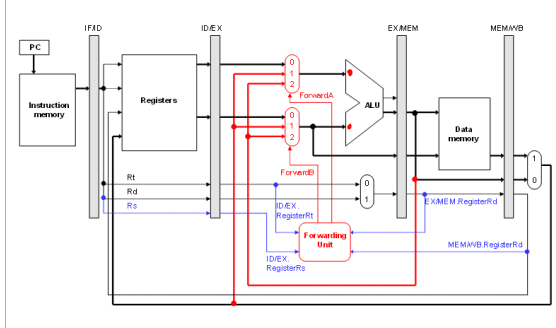 IF/ID
ID/EX
EX/MEM
MEM/WB
PC
Instruction
memory
Registers
0
1
2
ForwardA
ALU
0
1
2
ForwardB
Data
memory
1
0
Rt
Rd
Rs
0
1
ID/EX.
RegisterRt
EX/MEM.RegisterRd
Forwarding
Unit
MEM/WB.RegisterRd
ID/EX.
RegisterRs